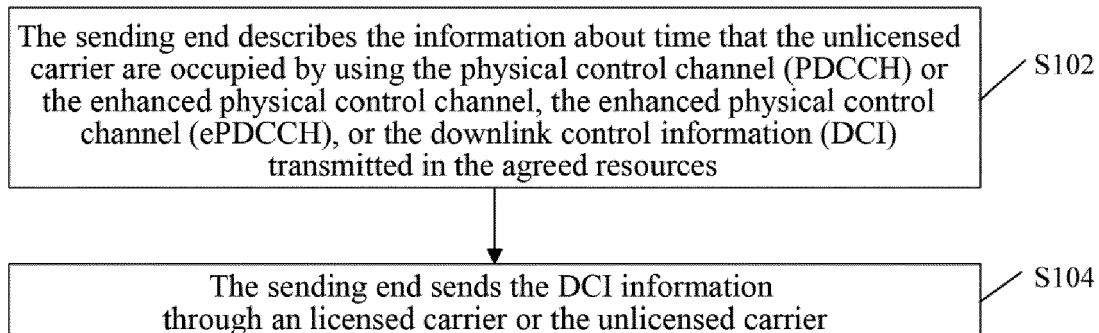 The sending end describes the information about time that the unlicensed
carrier are occupied by using the physical control channel (PDCCH) or
the enhanced physical control channel, the enhanced physical control
channel (ePDCCH), or the downlink control information (DCI)
transmitted in the agreed resources
S102
The sending end sends the DCI information
through an licensed carrier or the unlicensed carrier
S104